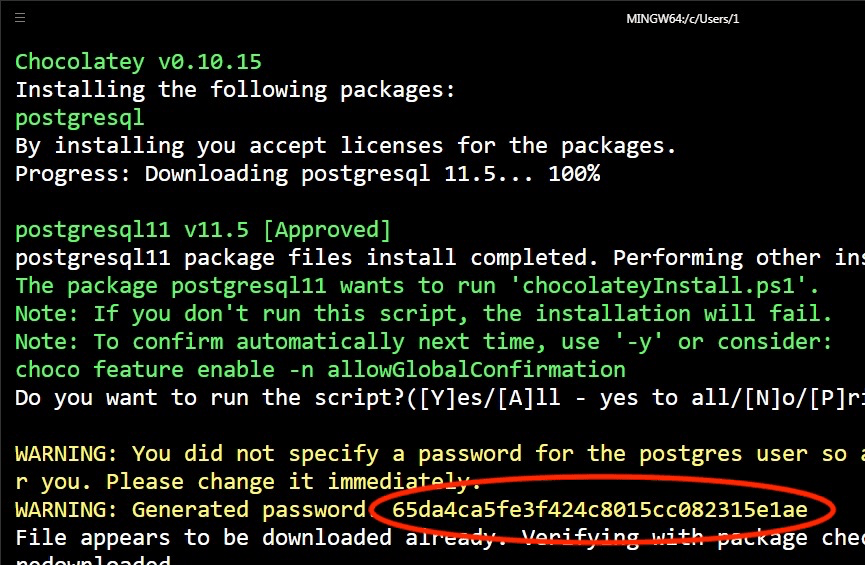 MINGW64:/c/Users/1
Chocolatey v0.10.15
Installing the following packages:
postgresql
By installing you accept licenses for the packages.
Progress: Downloading postgresql 11.5... 100%
postgresql11 v11.5 [Approved]
postgresql11 package files install completed. Performing other ins
The package postgresql11 wants to run 'chocolateyInstall.ps1'.
Note: If you don't run this script, the installation will fail.
Note: To confirm automatically next time, use '-y' or consider:
choco feature enable -n allowGlobalConfirmation
Do you want to run the script?([Y]es/[A]ll - yes to all/[N]o/[P]ri
WARNING: You did not specify a password for the postgres user so a
r you. Please change it immediately.
WARNING: Generated password: 65da4ca5fe3f424c8015cc082315e1ae
File appears to be downloaded already. Verifying with package chec
redownloaded